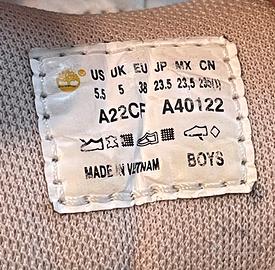 US UK EU JP MX CN
5.5 5 38 23.5 23,5 235(1)
A22CF A40122
MADE IN VIETNAM BOYS